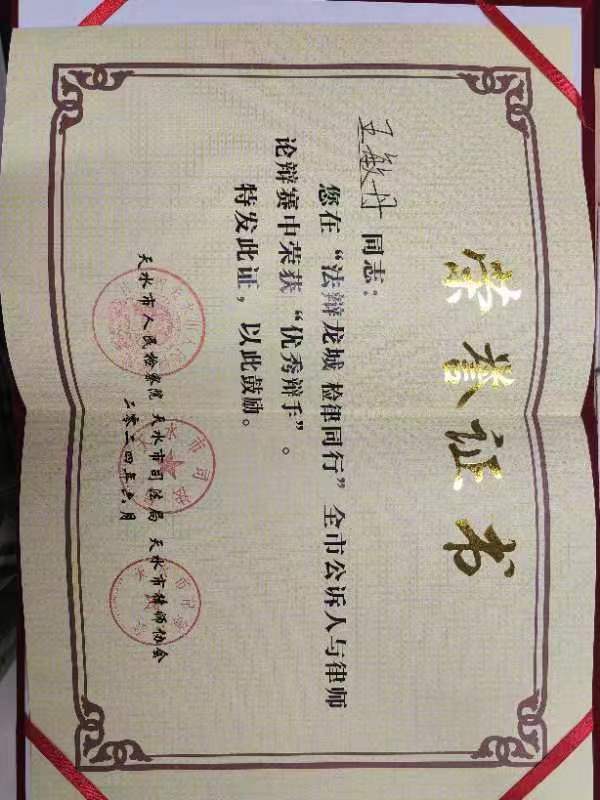 荣誉证书
王敏丹 同志:
您在“法辩龙城 检律同行”全市公诉人与律师
论辩赛中荣获“优秀辩手”。
特发此证,以此鼓励。
天水市人民检察院 天水市司法局 天水市律师协会
二零二四年六月